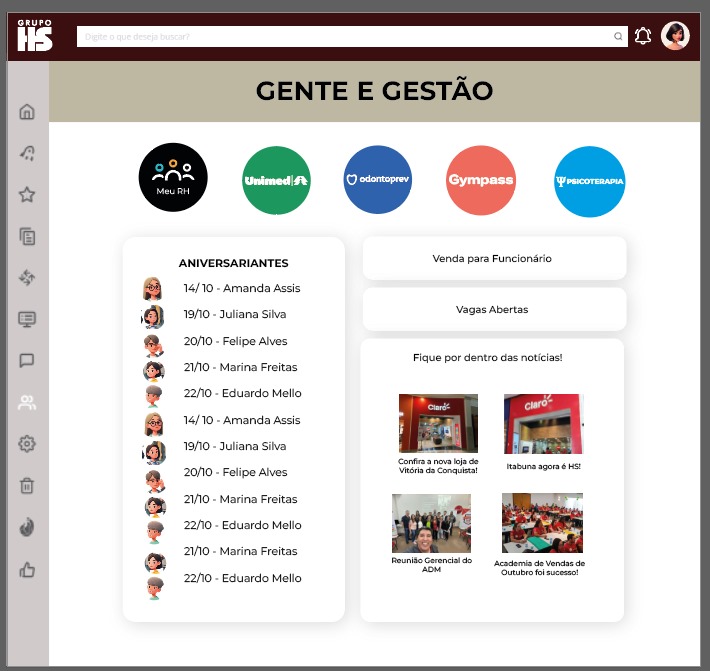 GRUPO
HS
Digite o que deseja buscar?
GENTE E GESTÃO
Meu RH
Unimed
odontoprev
Gympass
PSICOTERAPIA
ANIVERSARIANTES
14/ 10 - Amanda Assis
19/10 - Juliana Silva
20/10 - Felipe Alves
21/10 - Marina Freitas
22/10 - Eduardo Mello
14/ 10 - Amanda Assis
19/10 - Juliana Silva
20/10 - Felipe Alves
21/10 - Marina Freitas
22/10 - Eduardo Mello
21/10 - Marina Freitas
22/10 - Eduardo Mello
Venda para Funcionário
Vagas Abertas
Fique por dentro das notícias!
Claro
Confira a nova loja de
Vitória da Conquista!
Claro
Itabuna agora é HS!
Reunião Gerencial do
ADM
Academia de Vendas de
Outubro foi sucesso!